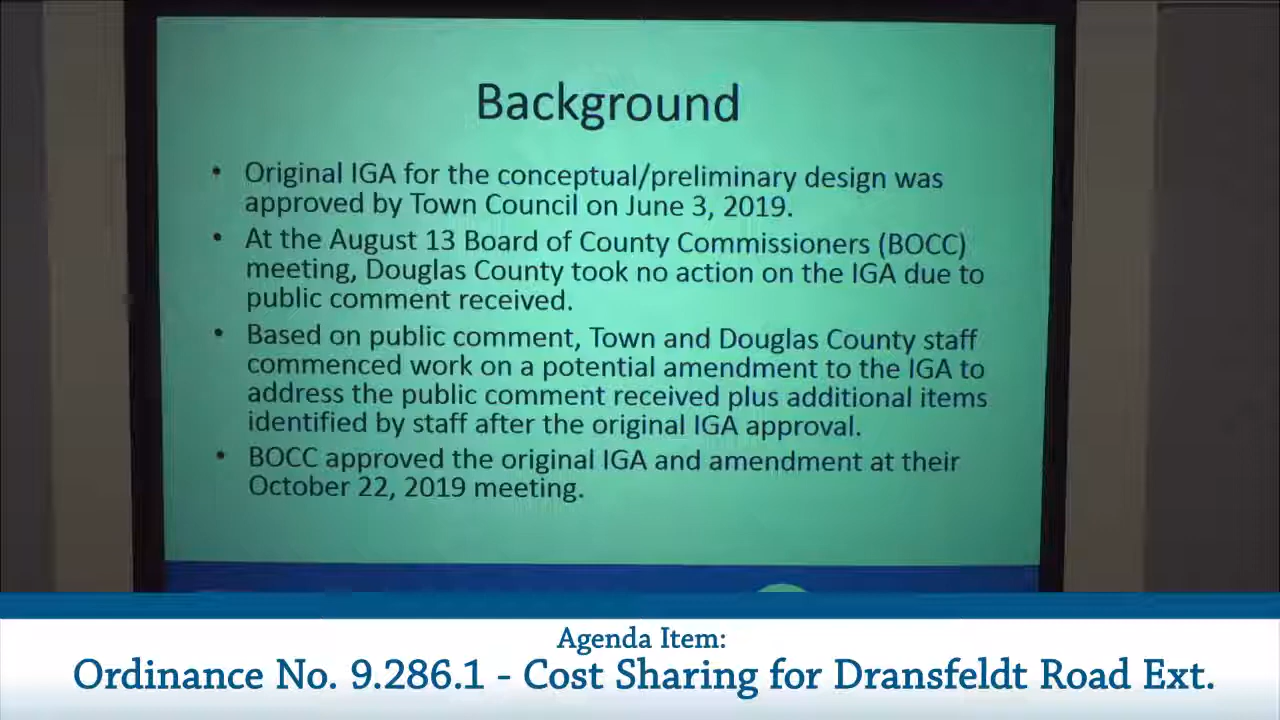 Background
• Original IGA for the conceptual/preliminary design was
approved by Town Council on June 3, 2019.
• At the August 13 Board of County Commissioners (BOCC)
meeting, Douglas County took no action on the IGA due to
public comment received.
• Based on public comment, Town and Douglas County staff
commenced work on a potential amendment to the IGA to
address the public comment received plus additional items
identified by staff after the original IGA approval.
• BOCC approved the original IGA and amendment at their
October 22, 2019 meeting.
Agenda Item:
Ordinance No. 9.286.1 - Cost Sharing for Dransfeldt Road Ext.